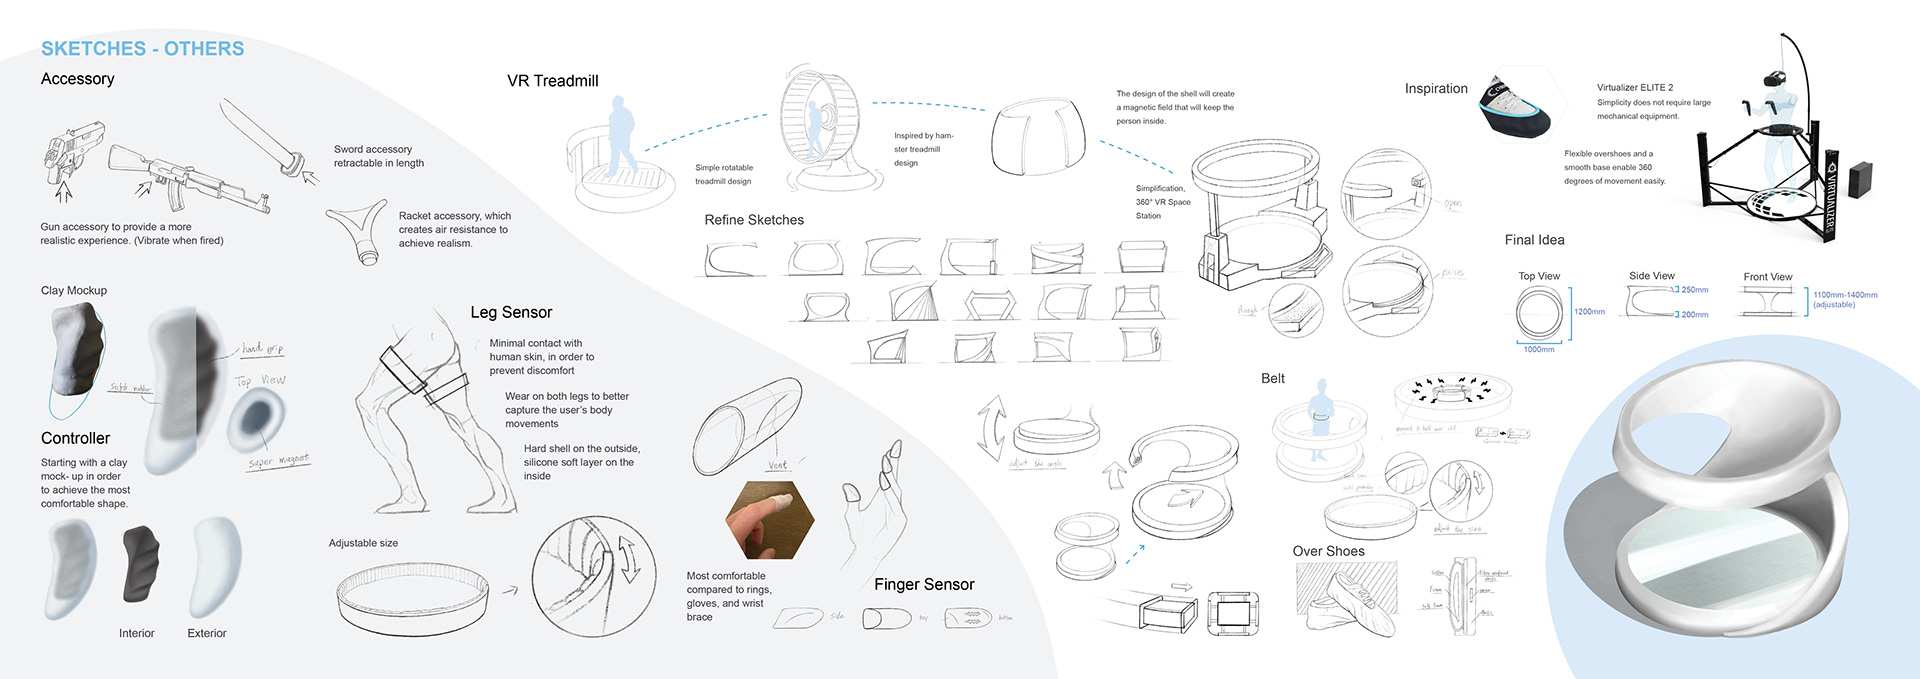 SKETCHES - OTHERS
Accessory
Sword accessory
retractable in length
Gun accessory to provide a more
realistic experience. (Vibrate when fired)
Racket accessory, which
creates air resistance to
achieve realism.
Clay Mockup
hard grip
Soft rubber
Top View
Super magnet
Controller
Starting with a clay
mock- up in order
to achieve the most
comfortable shape.
Interior
Exterior
Leg Sensor
Minimal contact with
human skin, in order to
prevent discomfort
Wear on both legs to better
capture the user's body
movements
Hard shell on the outside,
silicone soft layer on the
inside
Adjustable size
Vent
Most comfortable
compared to rings,
gloves, and wrist
brace
Finger Sensor
Side
top
bottom
VR Treadmill
Simple rotatable
treadmill design
Inspired by ham-
ster treadmill
design
The design of the shell will create
a magnetic field that will keep the
person inside.
Simplification,
360° VR Space
Station
open
Rough
Refine Sketches
adjust the angle
Belt
adjust the size
Over Shoes
Inspiration
Virtualizer ELITE 2
Simplicity does not require large
mechanical equipment.
Flexible overshoes and a
smooth base enable 360
degrees of movement easily.
VIRTUALIZER
Final Idea
Top View
1200mm
1000mm
Side View
250mm
200mm
Front View
1100mm-1400mm
(adjustable)